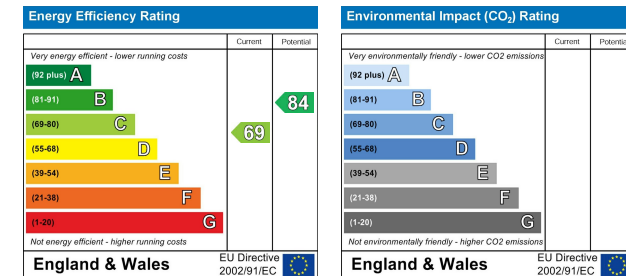 Energy Efficiency Rating
Current Potential
Very energy efficient - lower running costs
(92 plus) A
(81-91) B
84
(69-80) C
69
(55-68) D
(39-54) E
(21-38) F
(1-20) G
Not energy efficient - higher running costs
England & Wales
EU Directive
2002/91/EC
Environmental Impact (CO₂) Rating
Current Potential
Very environmentally friendly - lower CO2 emissions
(92 plus) A
(81-91) B
(69-80) C
(55-68) D
(39-54) E
(21-38) F
(1-20) G
Not environmentally friendly - higher CO2 emissions
England & Wales
EU Directive
2002/91/EC